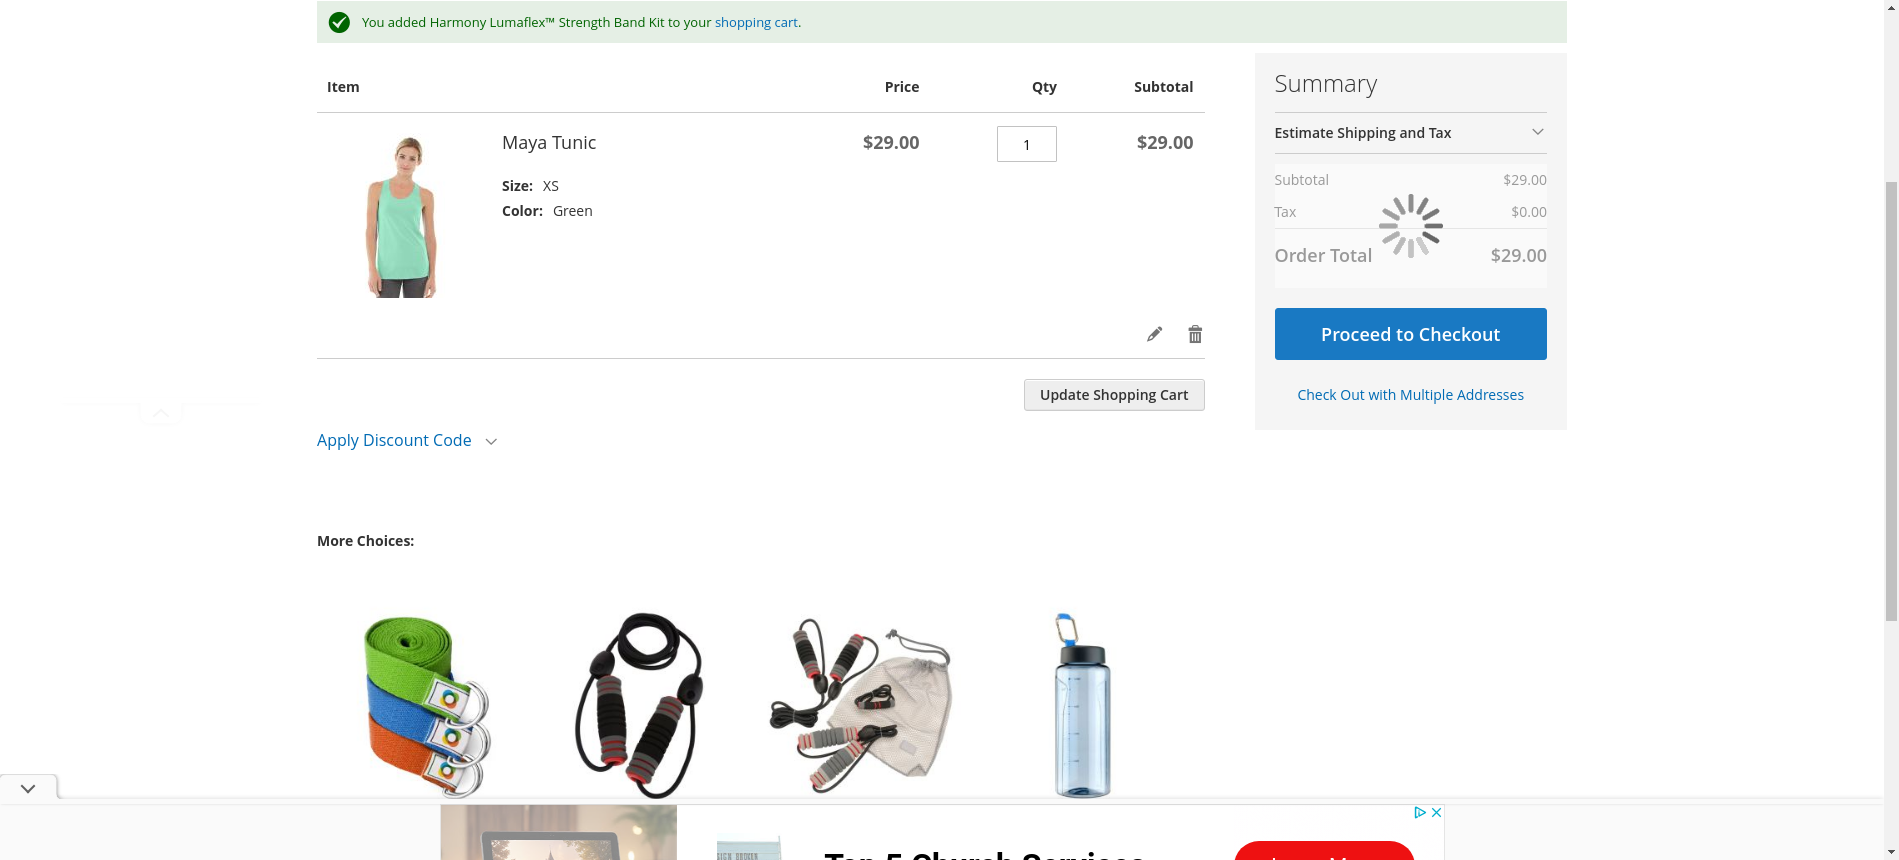 You added Harmony Lumaflex™ Strength Band Kit to your shopping cart.
Item Price Qty Subtotal
Maya Tunic $29.00 1 $29.00
Size: XS
Color: Green
Update Shopping Cart
Apply Discount Code
Summary
Estimate Shipping and Tax
Subtotal $29.00
Tax $0.00
Order Total $29.00
Proceed to Checkout
Check Out with Multiple Addresses
More Choices: